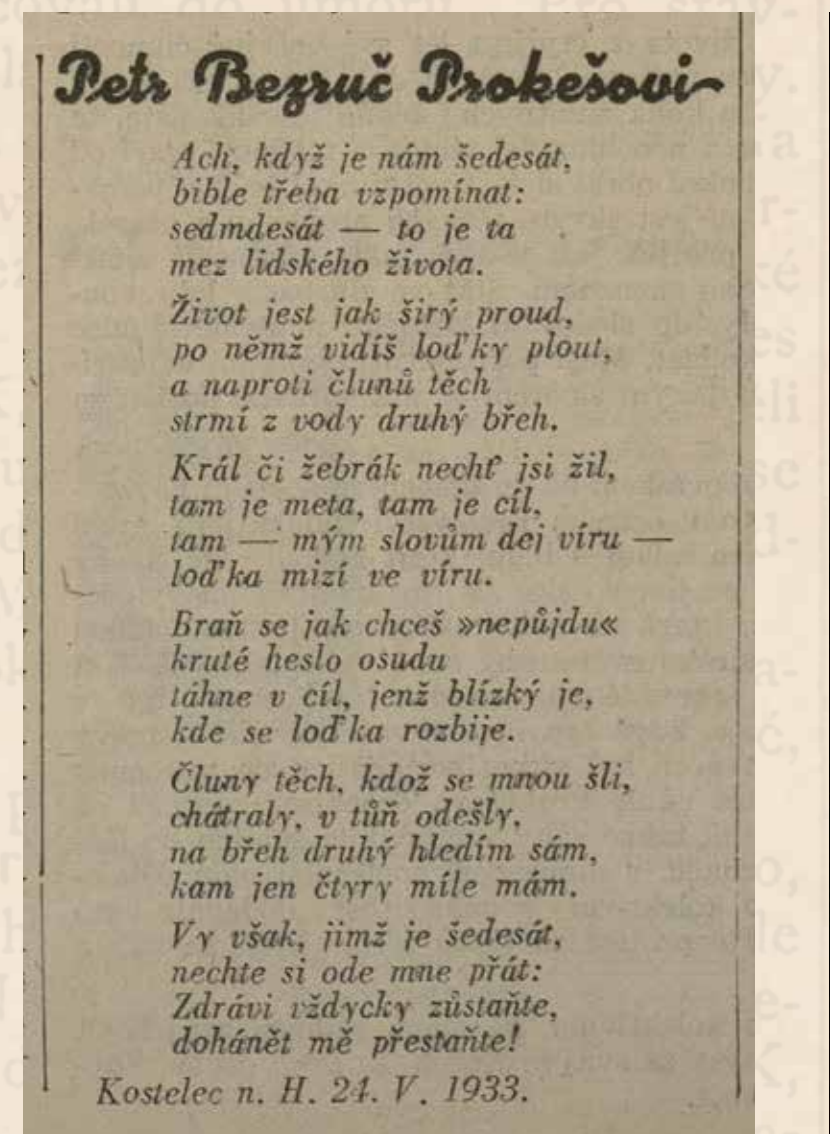 Petr Bezruč Prokešovi
Ach, když je nám šedesát,
bible třeba vzpomínat:
sedmdesát — to je ta
mez lidského života.
Život jest jak širý proud,
po němž vidíš loďky plout,
a naproti člunů těch
strmí z vody druhý břeh.
Král či žebrák nechť jsi žil,
tam je meta, tam je cíl,
tam — mým slovům dej víru —
loďka mizí ve víru.
Braň se jak chceš »nepůjdu«
kruté heslo osudu
táhne v cíl, jenž blízký je,
kde se loďka rozbije.
Čluny těch, kdož se mnou šli,
chátraly, v tůň odešly,
na břeh druhý hledím sám,
kam jen čtyry míle mám.
Vy však, jimž je šedesát,
nechte si ode mne přát:
Zdrávi vždycky zůstaňte,
dohánět mě přestaňte!
Kostelec n. H. 24. V. 1933.